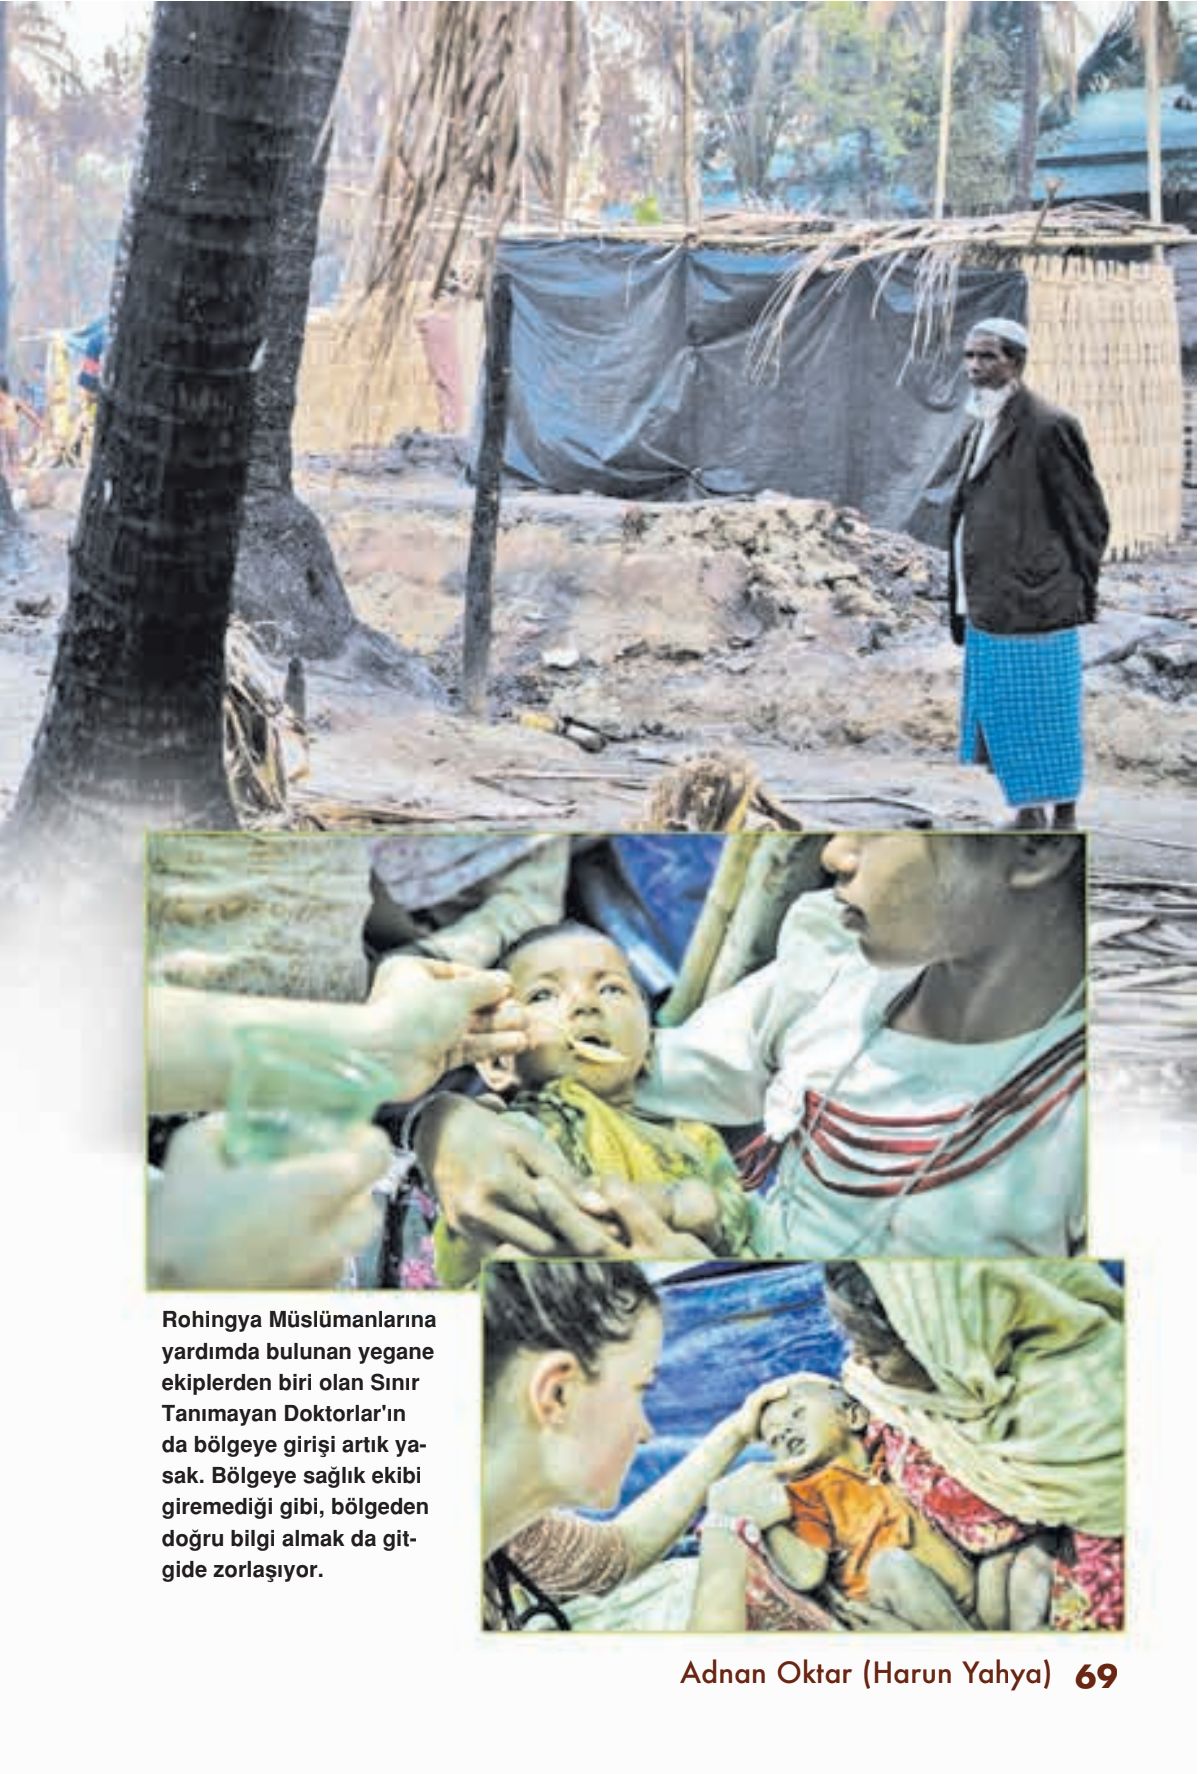 Rohingya Müslümanlarına
yardımda bulunan yegane
ekiplerden biri olan Sınır
Tanımayan Doktorlar'ın
da bölgeye girişi artık ya-
sak. Bölgeye sağlık ekibi
giremediği gibi, bölgeden
doğru bilgi almak da git-
gide zorlaşıyor.
Adnan Oktar (Harun Yahya) 69